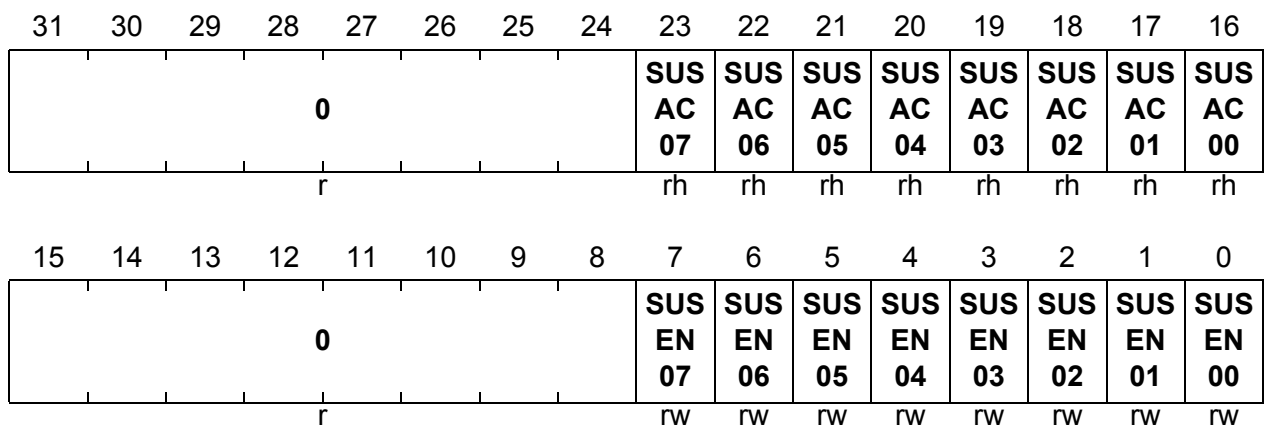 31 30 29 28 27 26 25 24 23 22 21 20 19 18 17 16
SUS SUS SUS SUS SUS SUS SUS SUS
0 AC AC AC AC AC AC AC AC
07 06 05 04 03 02 01 00
r rh rh rh rh rh rh rh rh
15 14 13 12 11 10 9 8 7 6 5 4 3 2 1 0
SUS SUS SUS SUS SUS SUS SUS SUS
0 EN EN EN EN EN EN EN EN
07 06 05 04 03 02 01 00
r rw rw rw rw rw rw rw rw